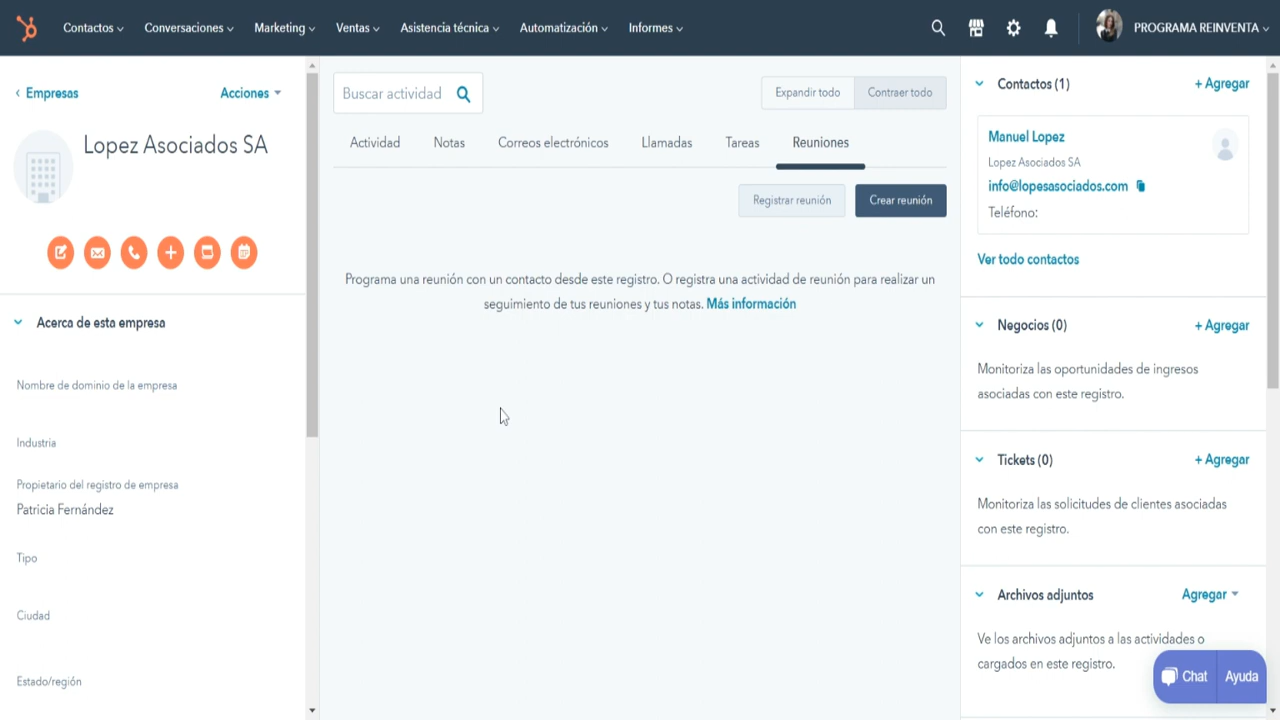 Contactos
Conversaciones
Marketing
Ventas
Asistencia técnica
Automatización
Informes
PROGRAMA REINVENTA
Empresas
Acciones
Lopez Asociados SA
Acerca de esta empresa
Nombre de dominio de la empresa
Industria
Propietario del registro de empresa
Patricia Fernández
Tipo
Ciudad
Estado/región
Buscar actividad
Expandir todo
Contraer todo
Actividad
Notas
Correos electrónicos
Llamadas
Tareas
Reuniones
Registrar reunión
Crear reunión
Programa una reunión con un contacto desde este registro. O registra una actividad de reunión para realizar un
seguimiento de tus reuniones y tus notas. Más información
Contactos (1)
+ Agregar
Manuel Lopez
Lopez Asociados SA
info@lopesasociados.com
Teléfono:
Ver todo contactos
Negocios (0)
+ Agregar
Monitoriza las oportunidades de ingresos
asociadas con este registro.
Tickets (0)
+ Agregar
Monitoriza las solicitudes de clientes asociadas
con este registro.
Archivos adjuntos
Agregar
Ve los archivos adjuntos a las actividades o
cargados en este registro.
Chat
Ayuda